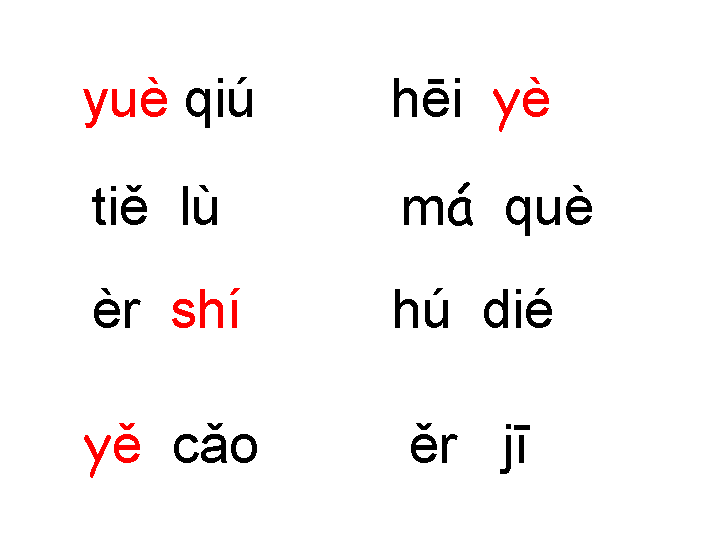 yuè qiú hēi yè
tiě lù má què
èr shí hú dié
yě cǎo ěr jī